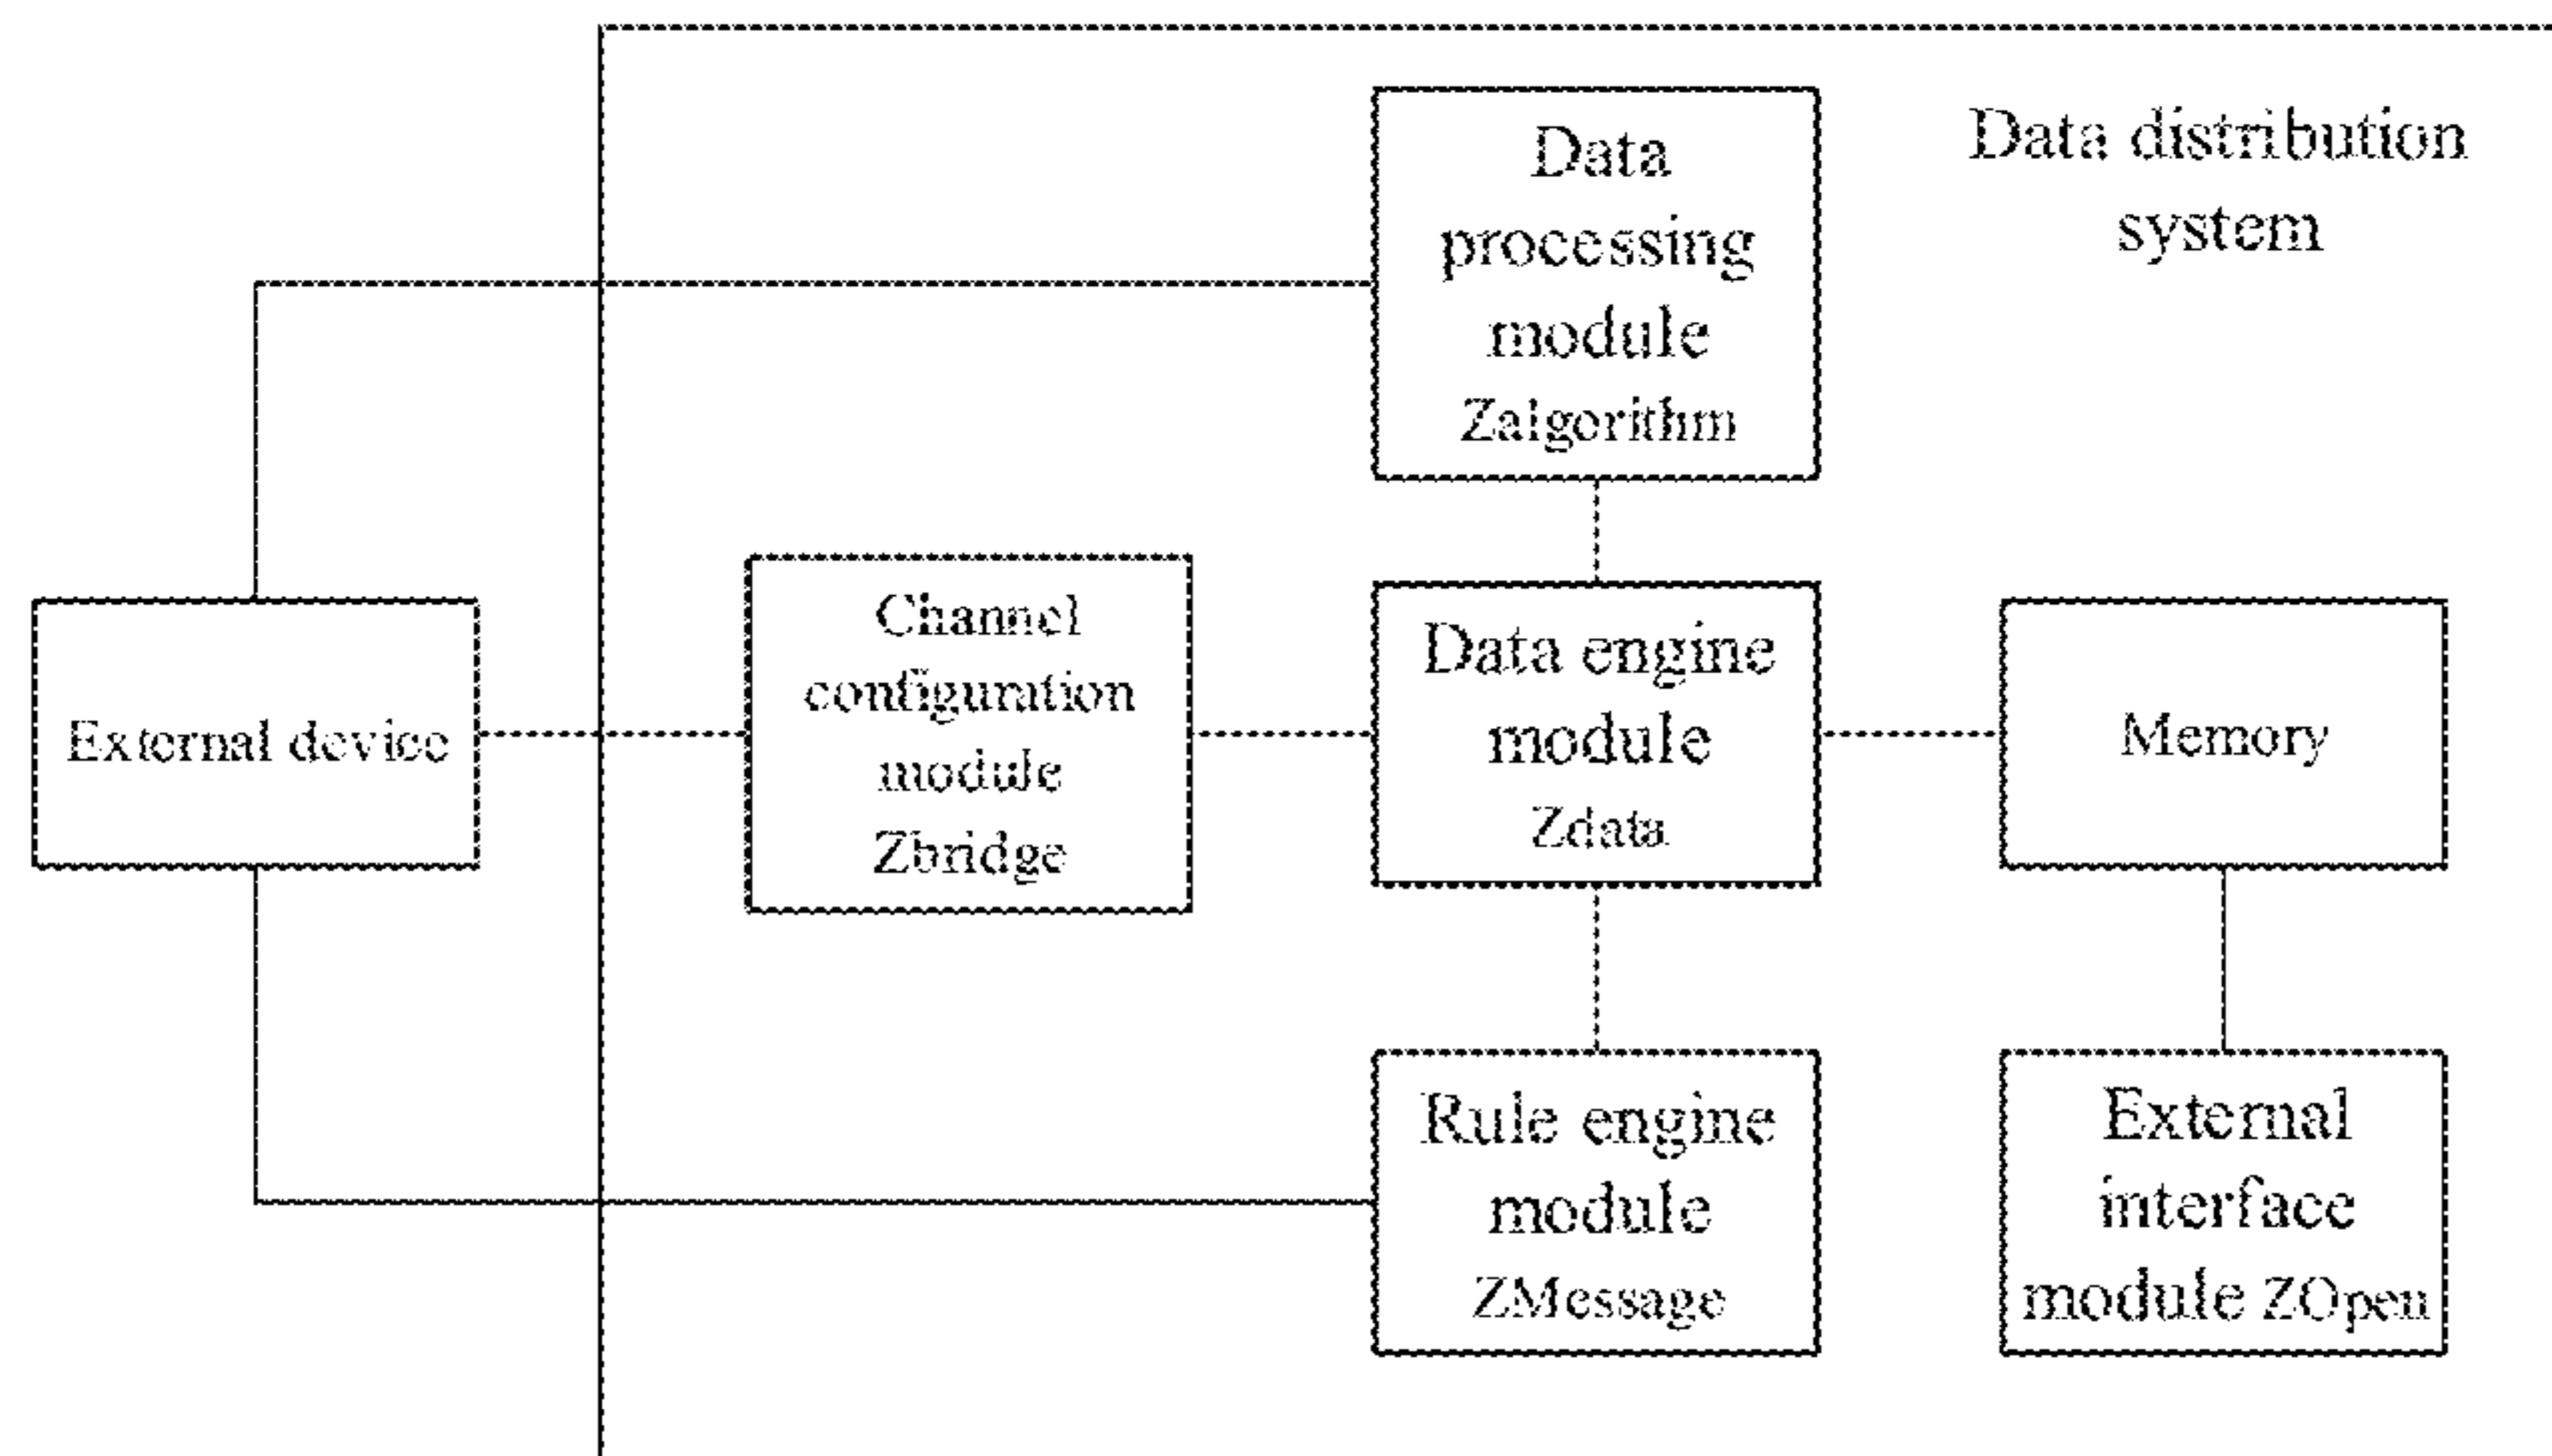 Data distribution
system
Data
processing
module
Zalgorithm
External device
Channel
configuration
module
Zbridge
Data engine
module
Zdata
Memory
Rule engine
module
ZMessage
External
interface
module ZOpen